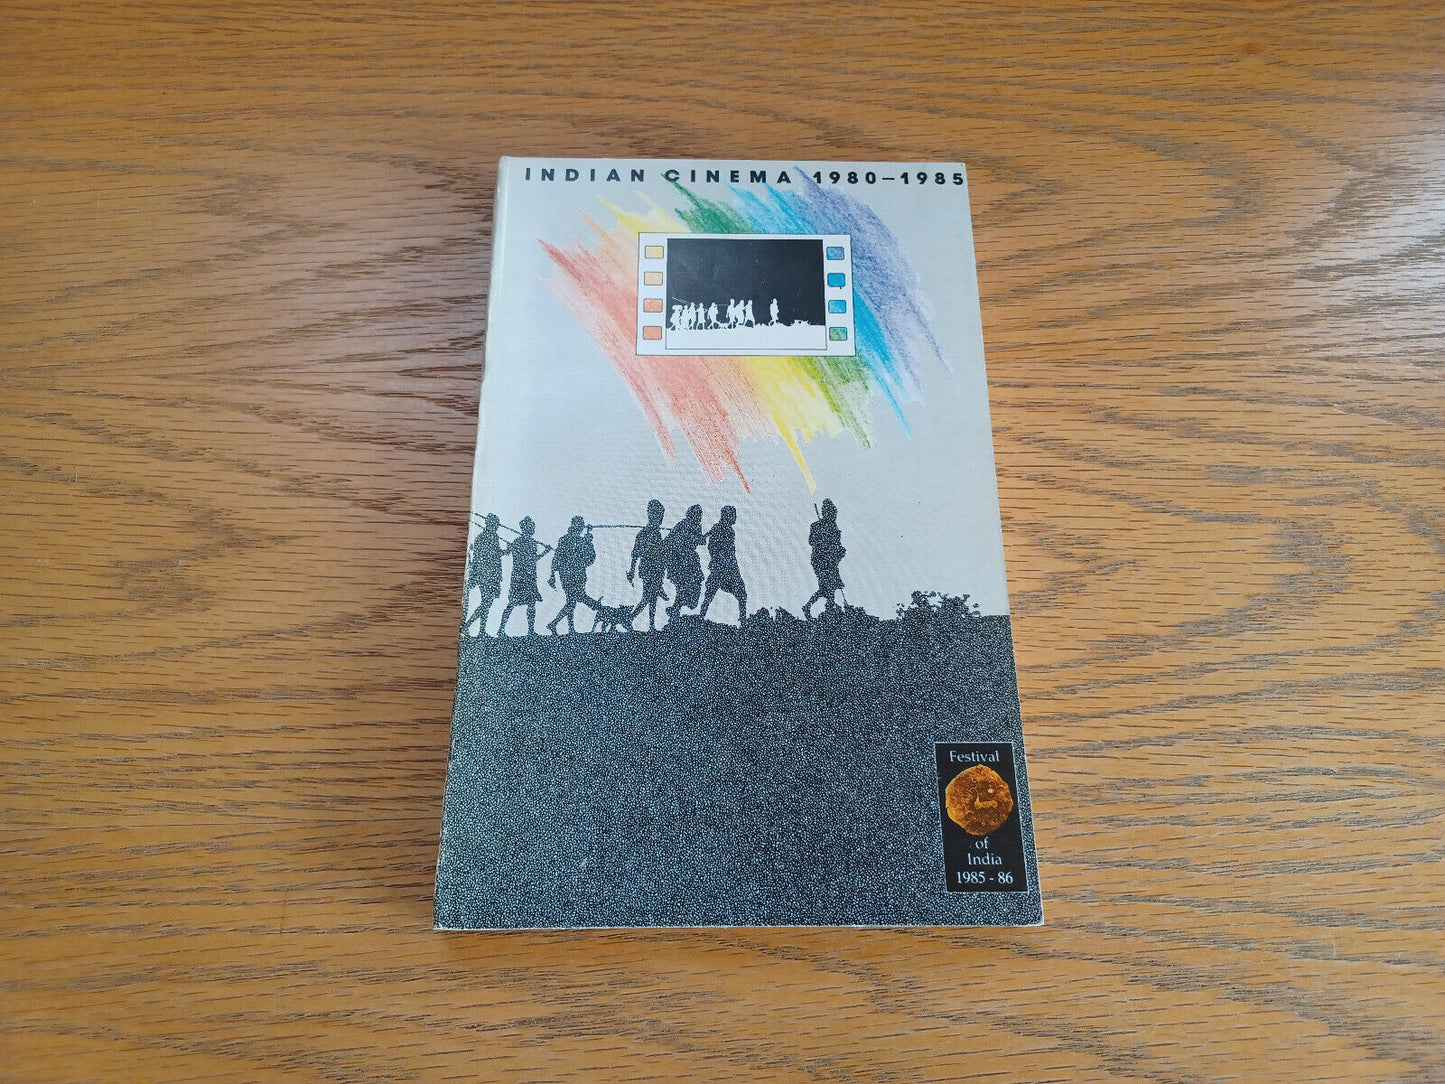 INDIAN CINEMA 1980–1985
Festival
of
India
1985 - 86